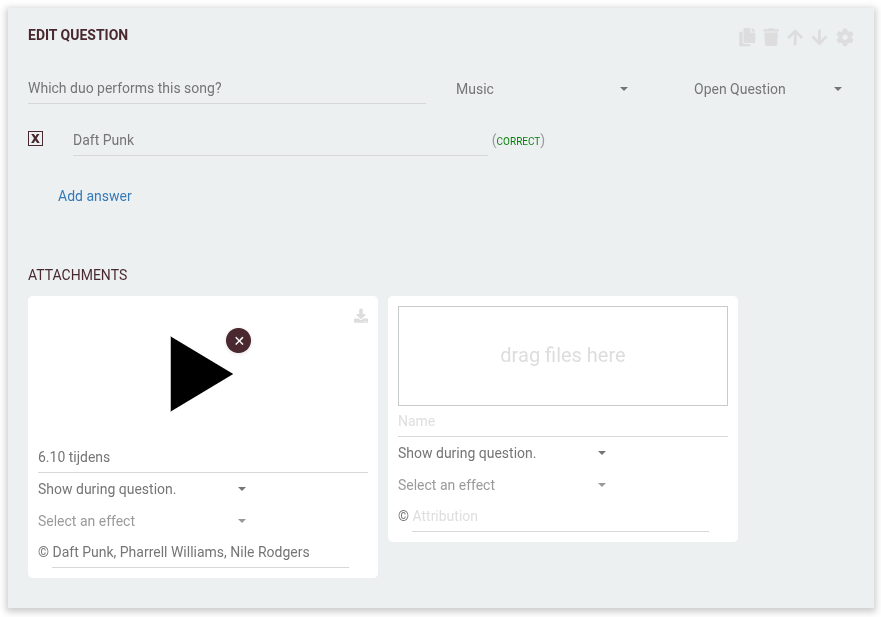 EDIT QUESTION
Which duo performs this song? Music Open Question
X Daft Punk (CORRECT)
Add answer
ATTACHMENTS
drag files here
6.10 tijdens
Show during question.
Select an effect
© Daft Punk, Pharrell Williams, Nile Rodgers
Name
Show during question.
Select an effect
© Attribution